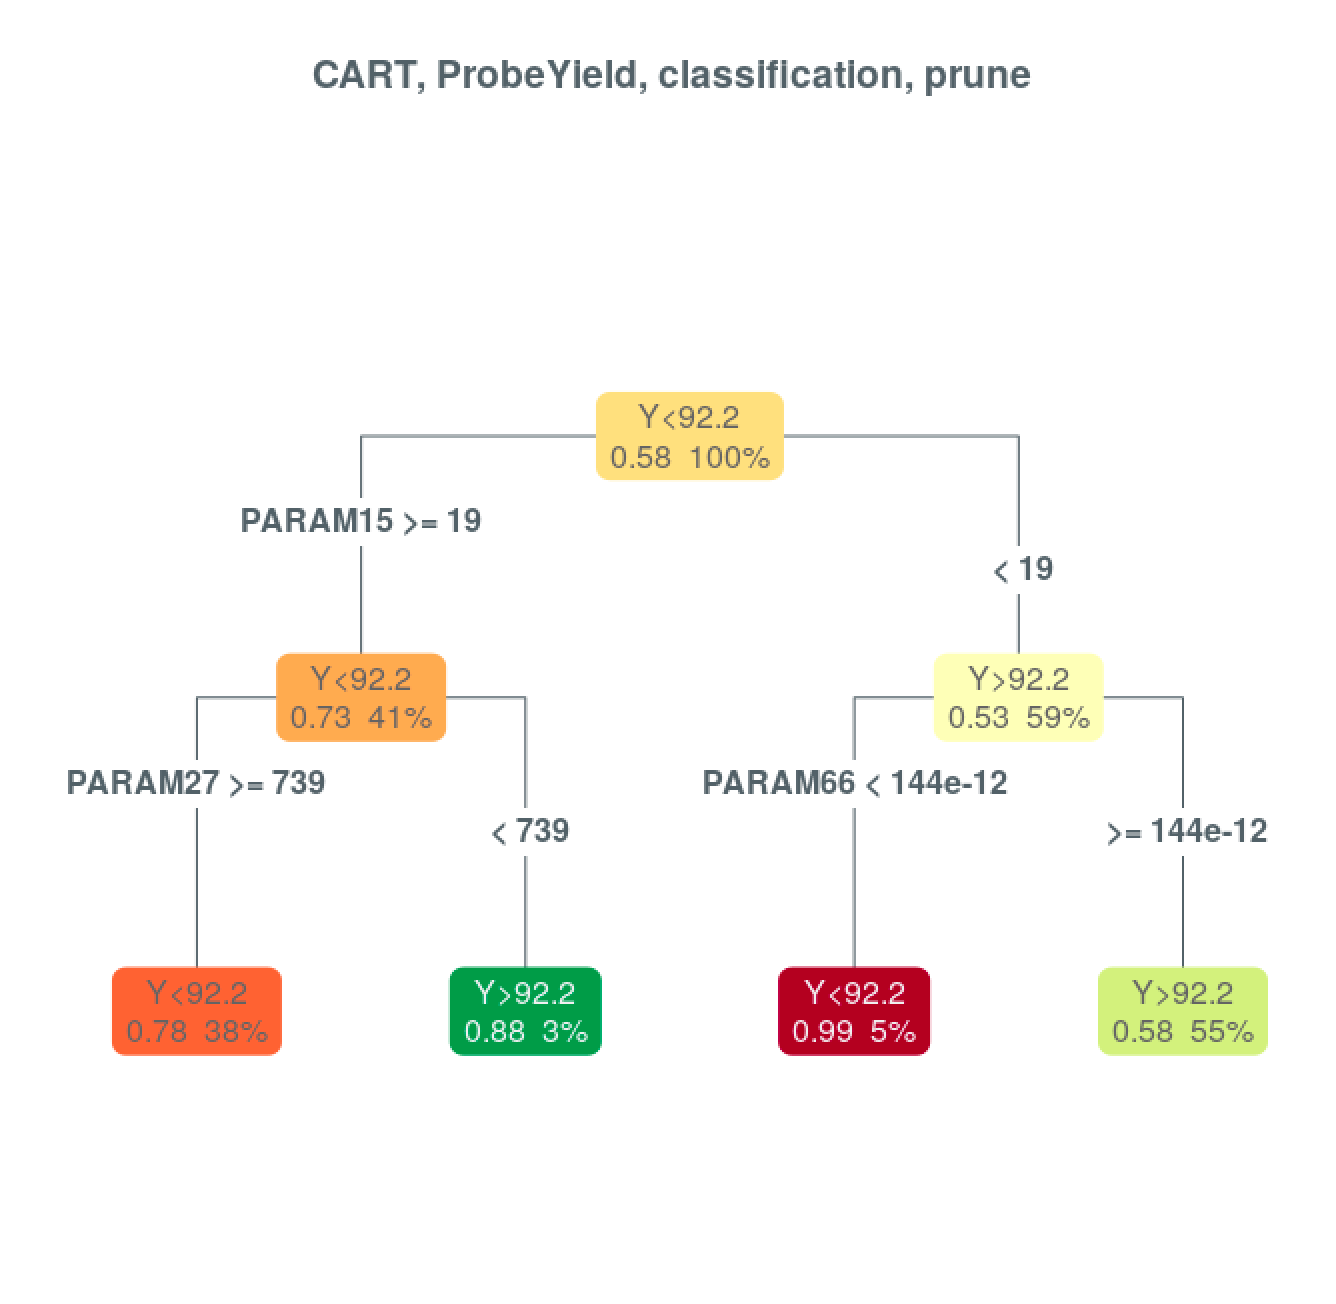 CART, ProbeYield, classification, prune
Y<92.2
0.58 100%
PARAM15 >= 19
< 19
Y<92.2
0.73 41%
Y>92.2
0.53 59%
PARAM27 >= 739
< 739
PARAM66 < 144e-12
>= 144e-12
Y<92.2
0.78 38%
Y>92.2
0.88 3%
Y<92.2
0.99 5%
Y>92.2
0.58 55%